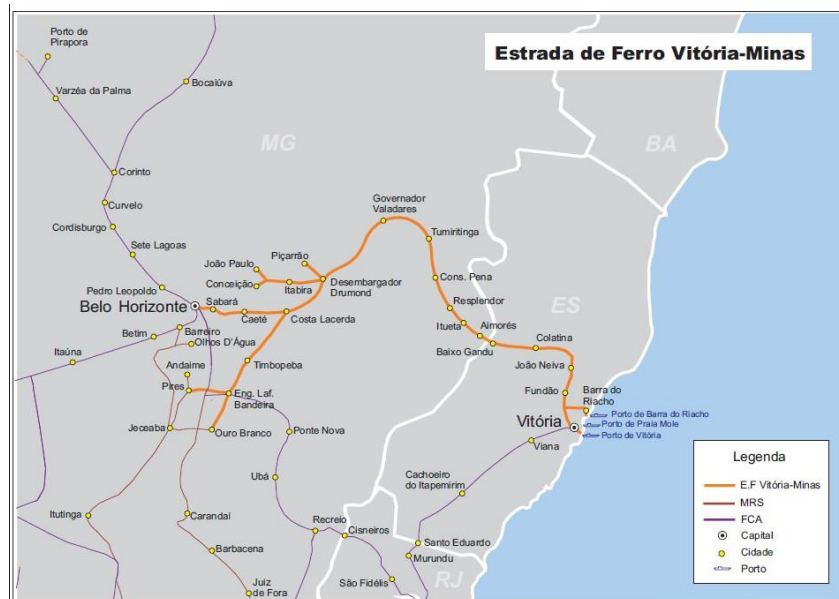 Estrada de Ferro Vitória-Minas
Porto de
Pirapora
Varzéa da Palma
Bocaiúva
MG
BA
Corinto
Curvelo
Cordisburgo
Sete Lagoas
Pedro Leopoldo
Belo Horizonte
Governador
Valadares
Tumiritinga
Piçarrão
João Paulo
Conceição
Itabira
Desembargador
Drumond
Cons. Pena
Resplendor
ES
Sabará
Caeté
Costa Lacerda
Itueta
Aimorés
Baixo Gandu
Colatina
Betim
Barreiro
Olhos D'Água
João Neiva
Itaúna
Andaime
Timbopeba
Pires
Eng. Laf.
Bandeira
Fundão
Barra do
Riacho
Porto de Barra do Riacho
Vitória
Porto de Praia Mole
Porto de Vitória
Jeceaba
Ouro Branco
Ponte Nova
Viana
Ubá
Cachoeiro
do Itapemirim
Itutinga
Carandaí
Recreio
Cisneiros
Barbacena
Santo Eduardo
Murundu
Juiz
de Fora
São Fidélis
RJ
Legenda
E.F Vitória-Minas
MRS
FCA
Capital
Cidade
Porto